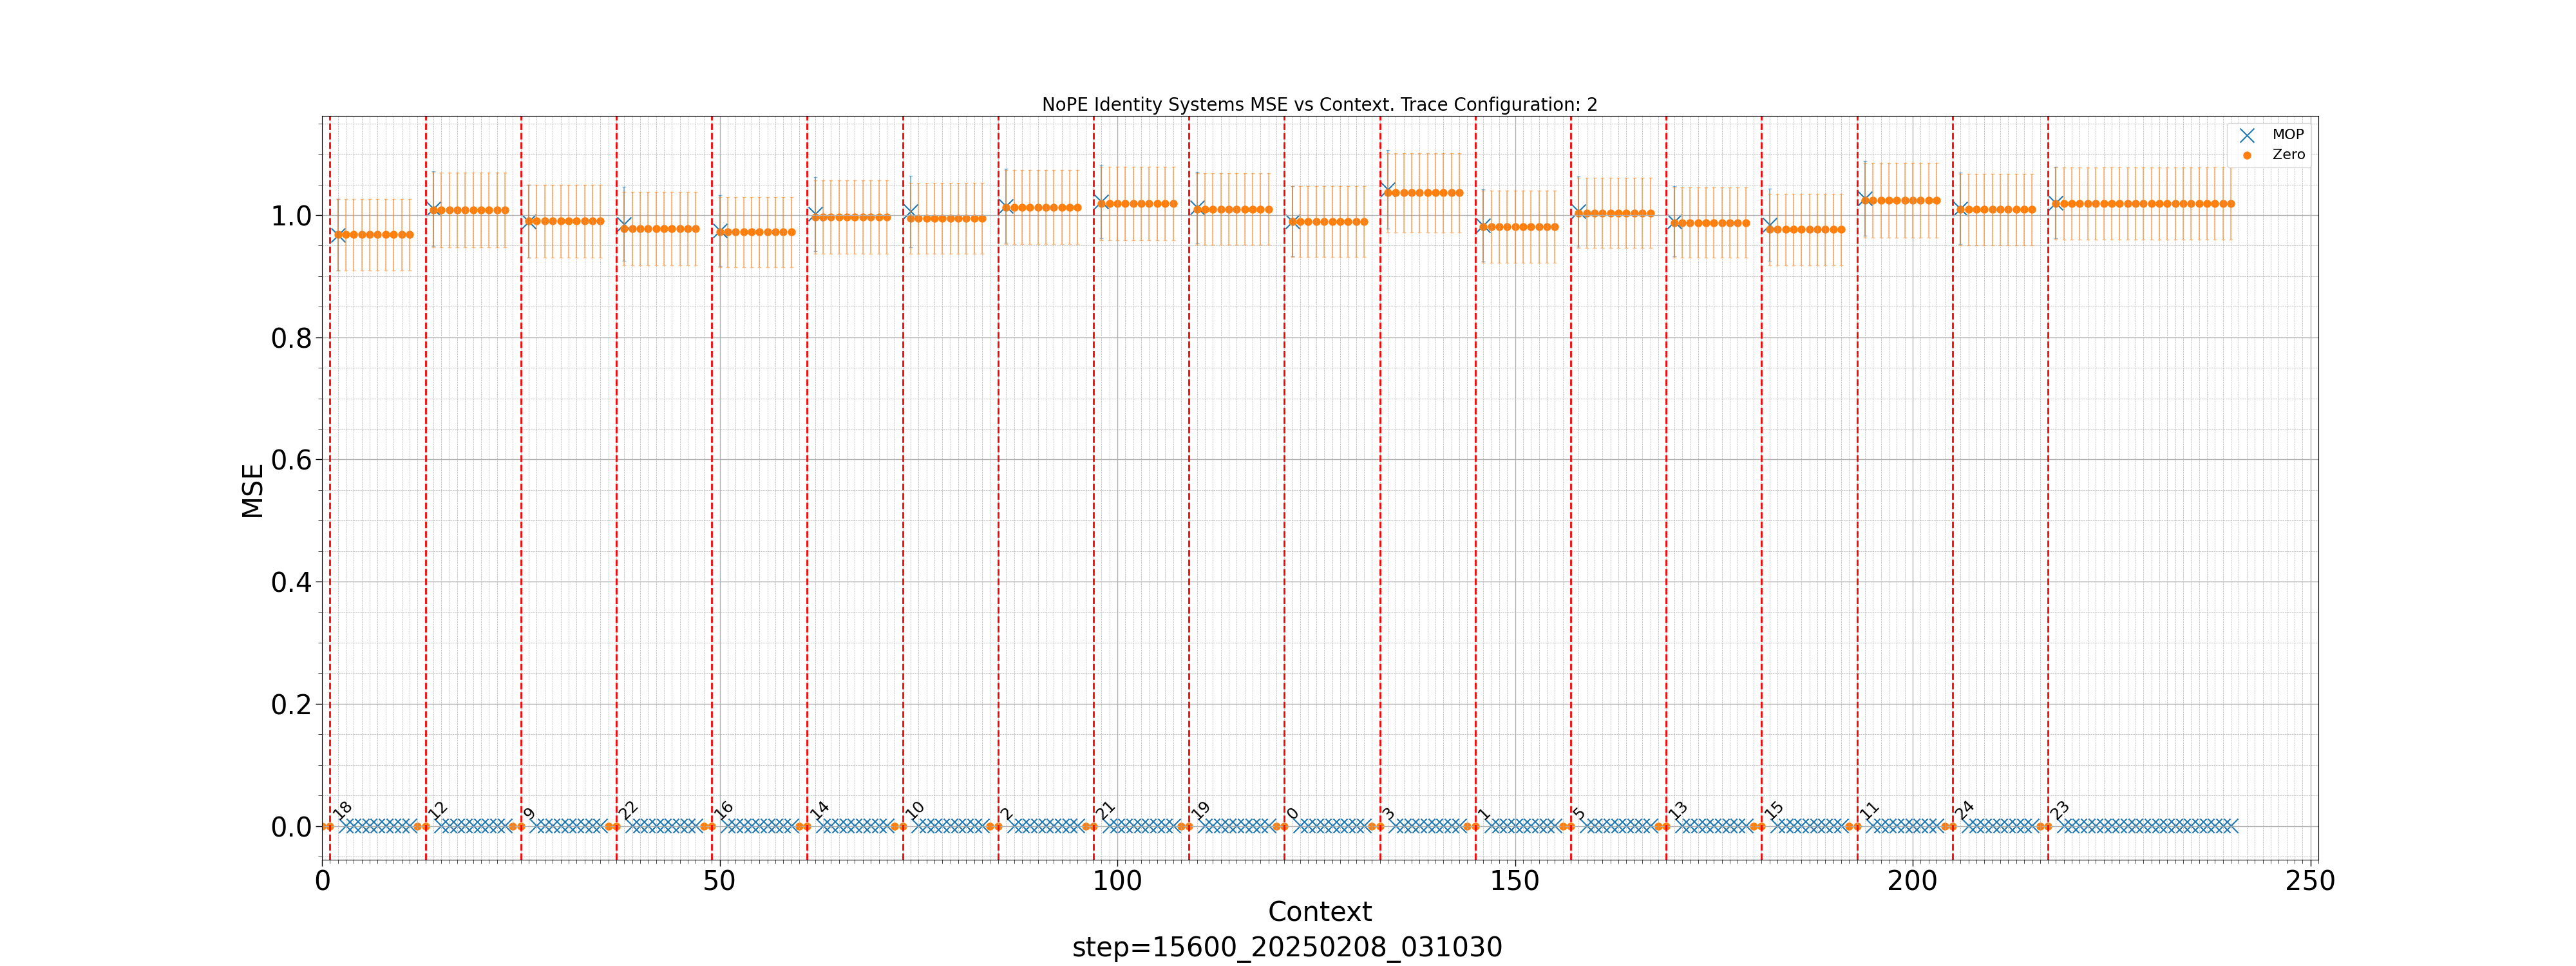 NoPE Identity Systems MSE vs Context. Trace Configuration: 2
MOP
Zero
MSE
1.0
0.8
0.6
0.4
0.2
0.0
18 12 9 22 16 14 10 2 21 19 0 3 1 5 13 15 11 24 23
0 50 100 150 200 250
Context
step=15600_20250208_031030